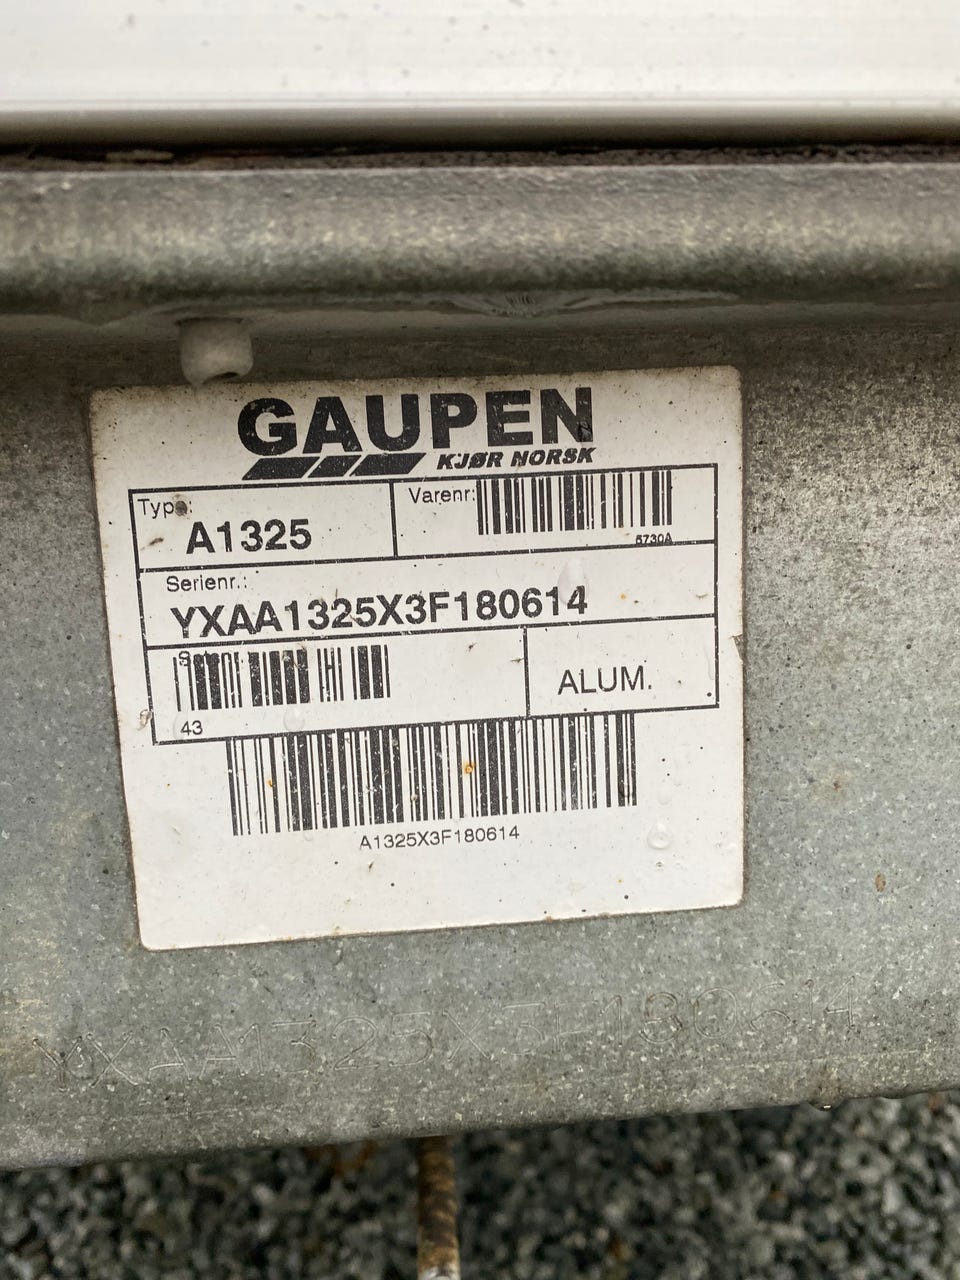 GAUPEN
KJØR NORSK
Type:
A1325
Varenr:
5730A
Serienr.:
YXAA1325X3F180614
43
ALUM.
A1325X3F180614
YXAA1325X3F180614